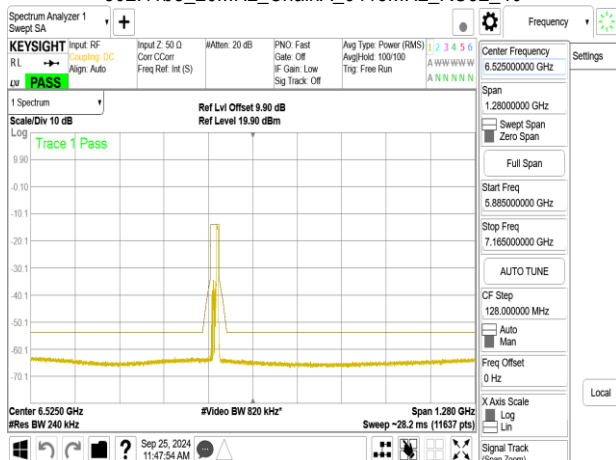 Spectrum Analyzer 1
Swept SA
Frequency
Settings
KEYSIGHT
RL
LXI
PASS
Input: RF
Coupling: DC
Align: Auto
Input Z: 50 Ω
Corr CCorr
Freq Ref: Int (S)
#Atten: 20 dB
PNO: Fast
Gate: Off
IF Gain: Low
Sig Track: Off
Avg Type: Power (RMS)
Avg|Hold: 100/100
Trig: Free Run
1 2 3 4 5 6
A W W W W W
A N N N N N
1 Spectrum
Scale/Div 10 dB
Log
Ref Lvl Offset 9.90 dB
Ref Level 19.90 dBm
Trace 1 Pass
9.90
-0.10
-10.1
-20.1
-30.1
-40.1
-50.1
-60.1
-70.1
Center 6.5250 GHz
#Res BW 240 kHz
#Video BW 820 kHz*
Span 1.280 GHz
Sweep ~28.2 ms (11637 pts)
Sep 25, 2024
11:47:54 AM
Center Frequency
6.525000000 GHz
Span
1.28000000 GHz
Swept Span
Zero Span
Full Span
Start Freq
5.885000000 GHz
Stop Freq
7.165000000 GHz
AUTO TUNE
CF Step
128.000000 MHz
Auto
Man
Freq Offset
0 Hz
X Axis Scale
Log
Lin
Signal Track
(Span Zoom)
Local